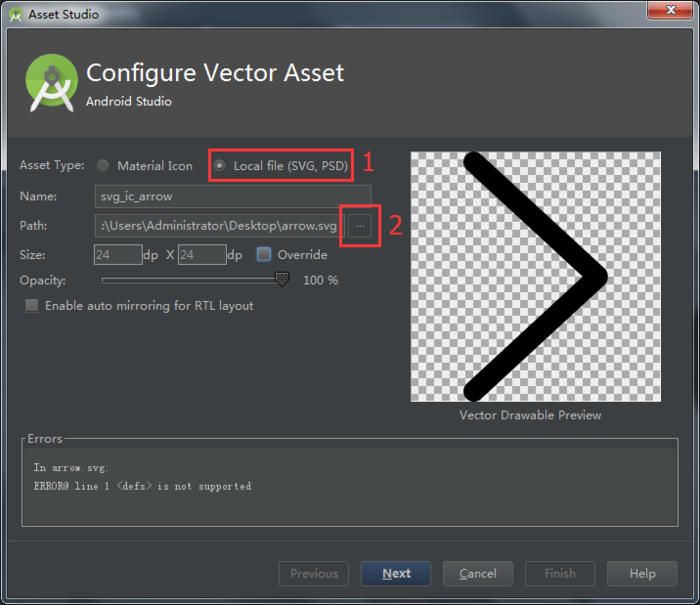 Asset Studio
Configure Vector Asset
Android Studio
Asset Type: Material Icon Local file (SVG, PSD) 1
Name: svg_ic_arrow
Path: :\Users\Administrator\Desktop\arrow.svg ... 2
Size: 24 dp X 24 dp Override
Opacity: 100 %
Enable auto mirroring for RTL layout
Vector Drawable Preview
Errors
In arrow.svg:
ERROR@ line 1 <defs> is not supported
Previous Next Cancel Finish Help